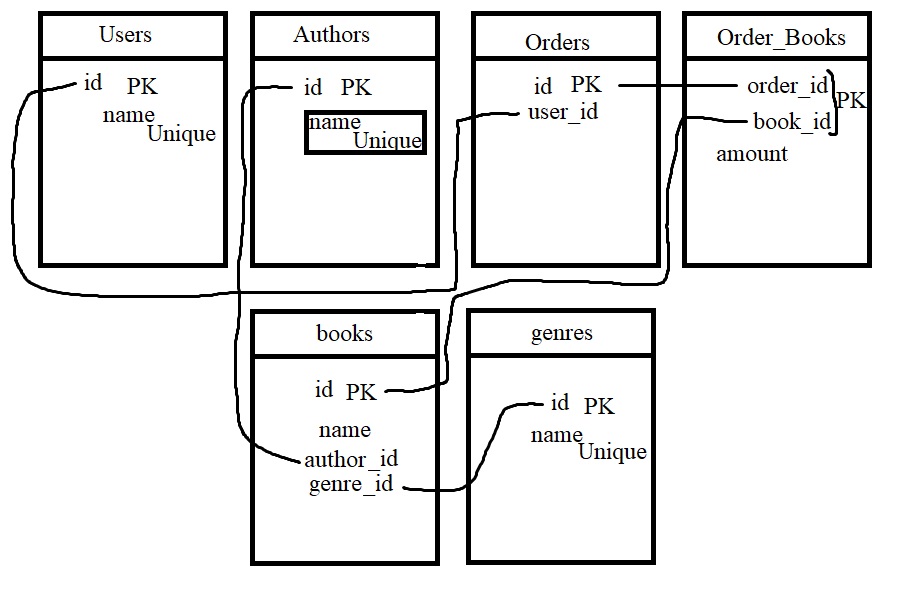 Users
id PK
name
Unique
Authors
id PK
name
Unique
Orders
id PK
user_id
Order_Books
order_id
PK
book_id
amount
books
id PK
name
author_id
genre_id
genres
id PK
name
Unique